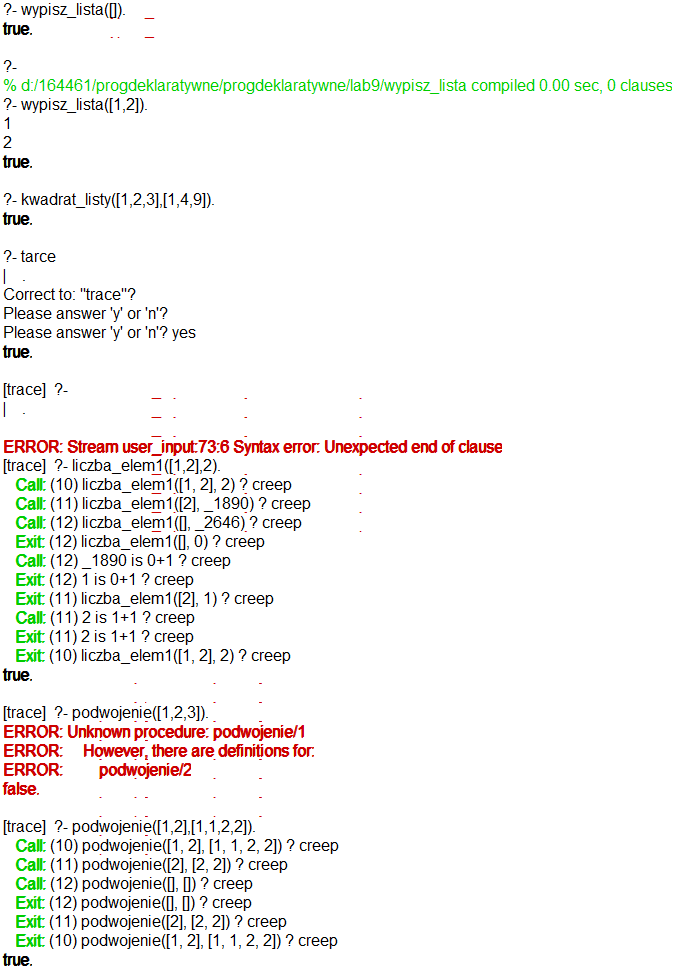 ?- wypisz_lista([]).
true.
?-
% d:/164461/progdeklaratywne/progdeklaratywne/lab9/wypisz_lista compiled 0.00 sec, 0 clauses
?- wypisz_lista([1,2]).
1
2
true.
?- kwadrat_listy([1,2,3],[1,4,9]).
true.
?- tarce
|    .
Correct to: "trace"?
Please answer 'y' or 'n'?
Please answer 'y' or 'n'? yes
true.
[trace]  ?-
|    .
ERROR: Stream user_input:73:6 Syntax error: Unexpected end of clause
[trace]  ?- liczba_elem1([1,2],2).
Call: (10) liczba_elem1([1, 2], 2) ? creep
Call: (11) liczba_elem1([2], _1890) ? creep
Call: (12) liczba_elem1([], _2646) ? creep
Exit: (12) liczba_elem1([], 0) ? creep
Call: (12) _1890 is 0+1 ? creep
Exit: (12) 1 is 0+1 ? creep
Exit: (11) liczba_elem1([2], 1) ? creep
Call: (11) 2 is 1+1 ? creep
Exit: (11) 2 is 1+1 ? creep
Exit: (10) liczba_elem1([1, 2], 2) ? creep
true.
[trace]  ?- podwojenie([1,2,3]).
ERROR: Unknown procedure: podwojenie/1
ERROR:     However, there are definitions for:
ERROR:         podwojenie/2
false.
[trace]  ?- podwojenie([1,2],[1,1,2,2]).
Call: (10) podwojenie([1, 2], [1, 1, 2, 2]) ? creep
Call: (11) podwojenie([2], [2, 2]) ? creep
Call: (12) podwojenie([], []) ? creep
Exit: (12) podwojenie([], []) ? creep
Exit: (11) podwojenie([2], [2, 2]) ? creep
Exit: (10) podwojenie([1, 2], [1, 1, 2, 2]) ? creep
true.